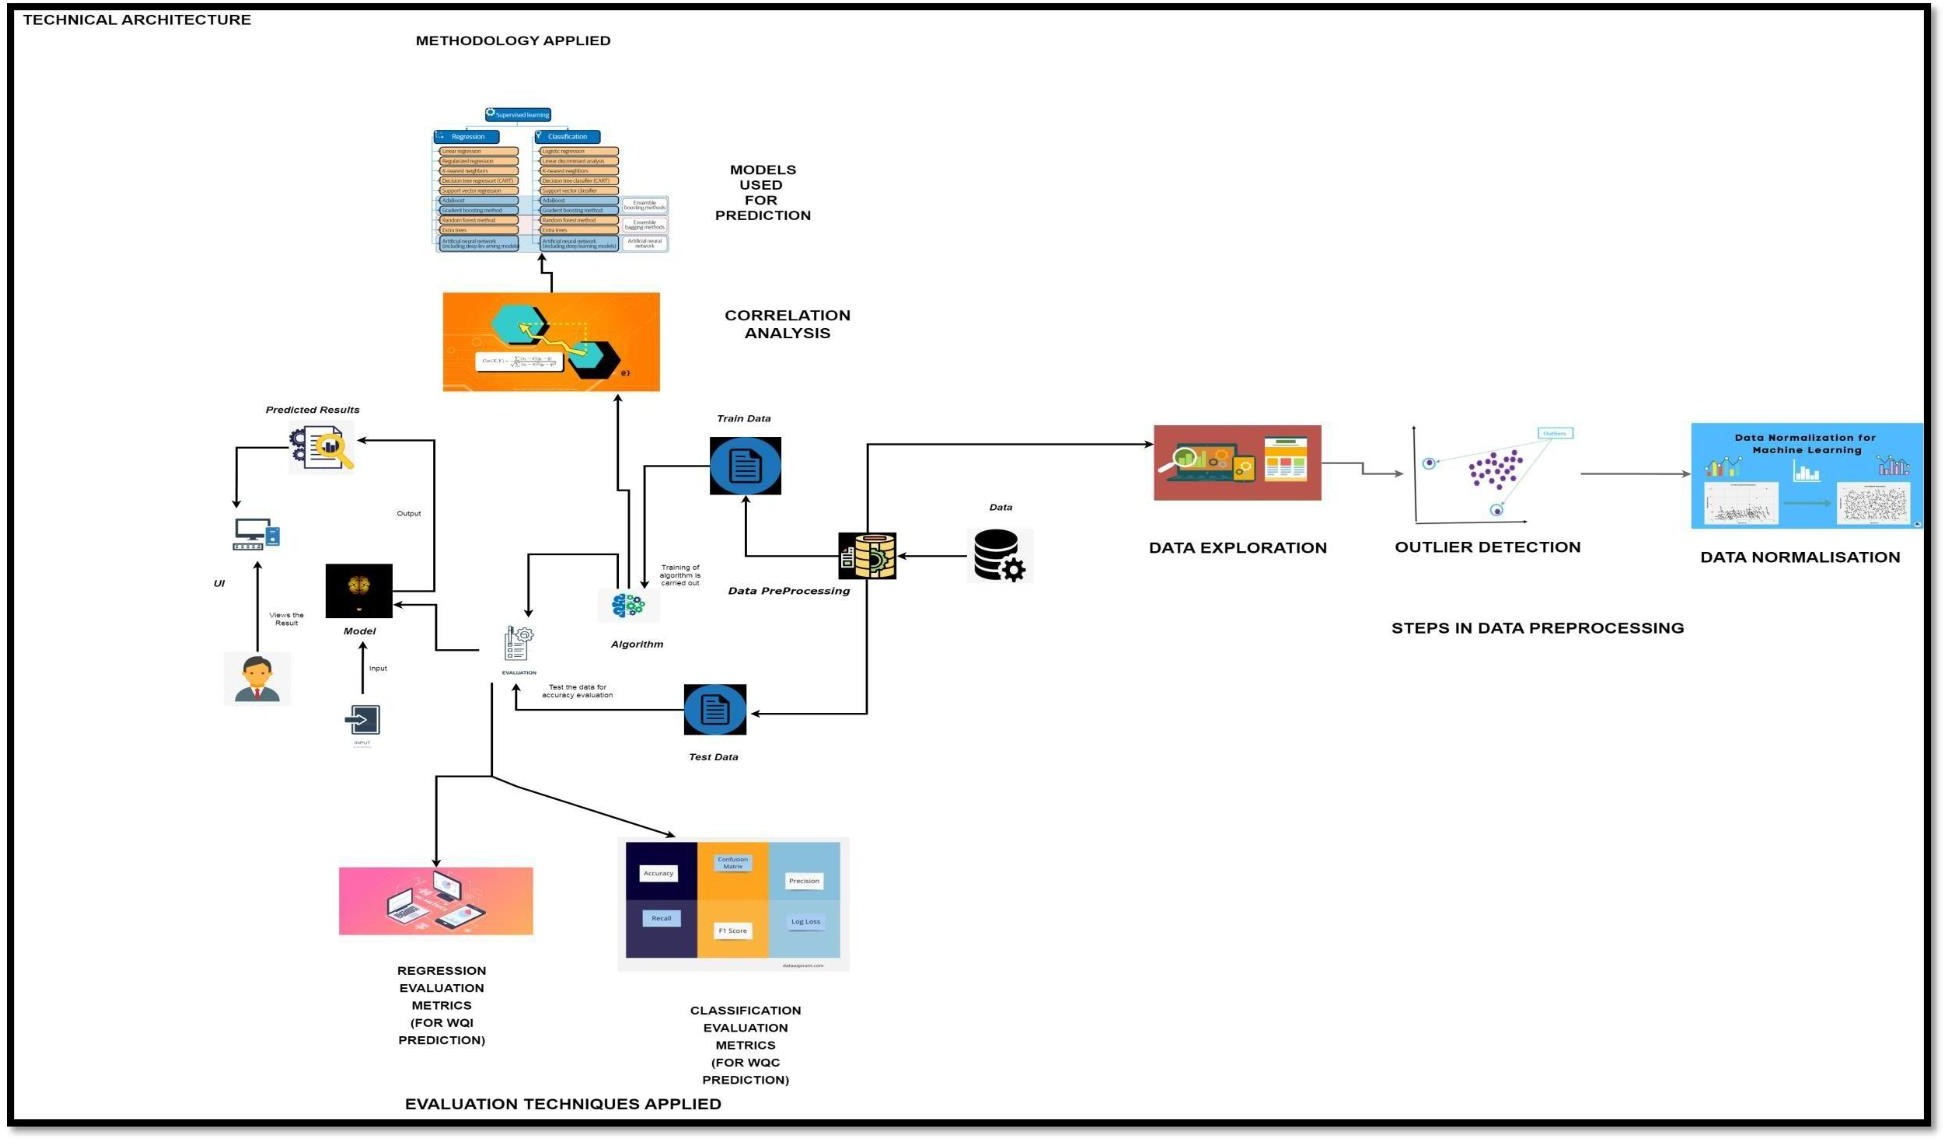 TECHNICAL ARCHITECTURE
METHODOLOGY APPLIED
Supervised learning
Regression
Classification
Linear regression
Logistic regression
Regularized regression
Linear discriminant analysis
K-nearest neighbors
K-nearest neighbors
Decision tree regression (CART)
Decision tree classifier (CART)
Support vector regression
Support vector classifier
AdaBoost
AdaBoost
Gradient boosting method
Gradient boosting method
Ensemble
boosting methods
Random forest method
Random forest method
Extra trees
Extra trees
Ensemble
bagging methods
Artificial neural network
Artificial neural network
(including deep learning models)
Artificial neural
network
MODELS
USED
FOR
PREDICTION
CORRELATION
ANALYSIS
Predicted Results
Train Data
Output
Data
UI
Views the
Result
Model
Input
INPUT
EVALUATION
Training of
algorithm is
carried out
Algorithm
Data PreProcessing
Test the data for
accuracy evaluation
Test Data
DATA EXPLORATION
Outliers
OUTLIER DETECTION
Data Normalization for
Machine Learning
DATA NORMALISATION
STEPS IN DATA PREPROCESSING
Accuracy
Confusion
Matrix
Precision
Recall
F1 Score
Log Loss
dataaspirant.com
REGRESSION
EVALUATION
METRICS
(FOR WQI
PREDICTION)
CLASSIFICATION
EVALUATION
METRICS
(FOR WQC
PREDICTION)
EVALUATION TECHNIQUES APPLIED